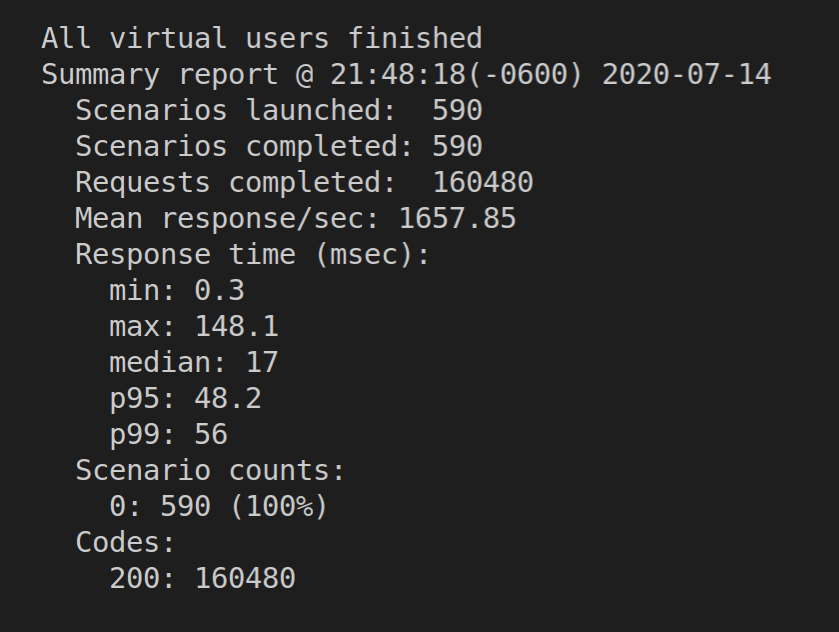 All virtual users finished
Summary report @ 21:48:18(-0600) 2020-07-14
  Scenarios launched:  590
  Scenarios completed: 590
  Requests completed:  160480
  Mean response/sec: 1657.85
  Response time (msec):
    min: 0.3
    max: 148.1
    median: 17
    p95: 48.2
    p99: 56
  Scenario counts:
    0: 590 (100%)
  Codes:
    200: 160480